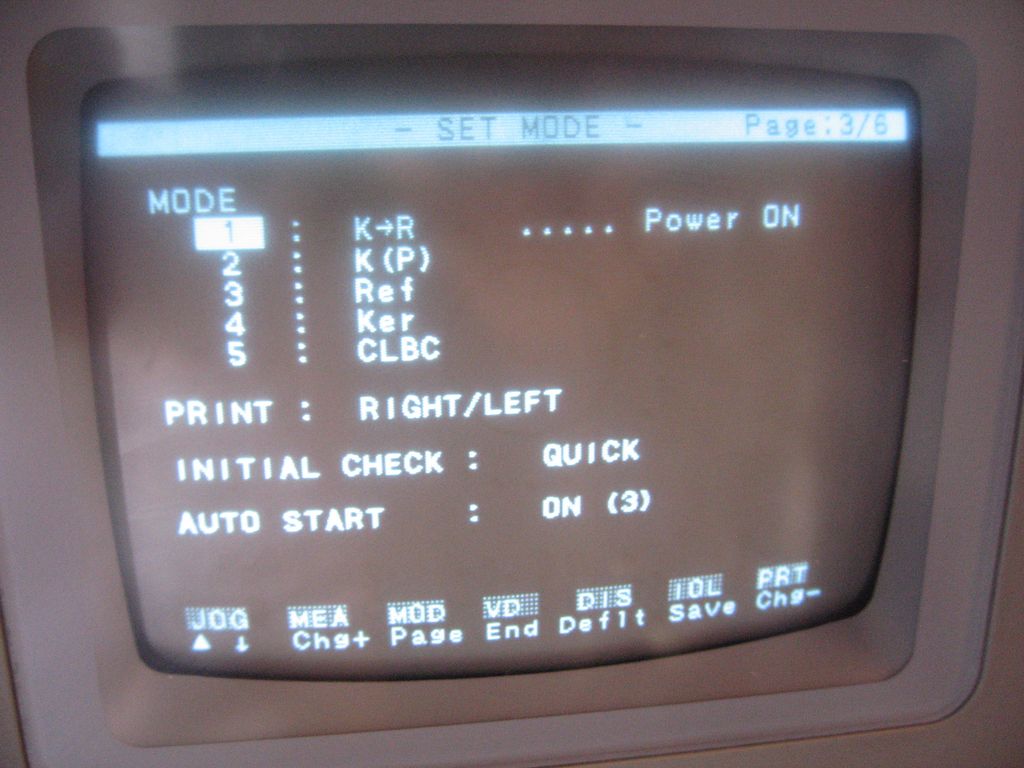 - SET MODE - Page:3/6
MODE
1 : K→R ..... Power ON
2 : K(P)
3 : Ref
4 : Ker
5 : CLBC
PRINT : RIGHT/LEFT
INITIAL CHECK : QUICK
AUTO START : ON (3)
JOG MEA MOD VD DIS IOL PRT
▲ ↓ Chg+ Page End Deflt Save Chg-